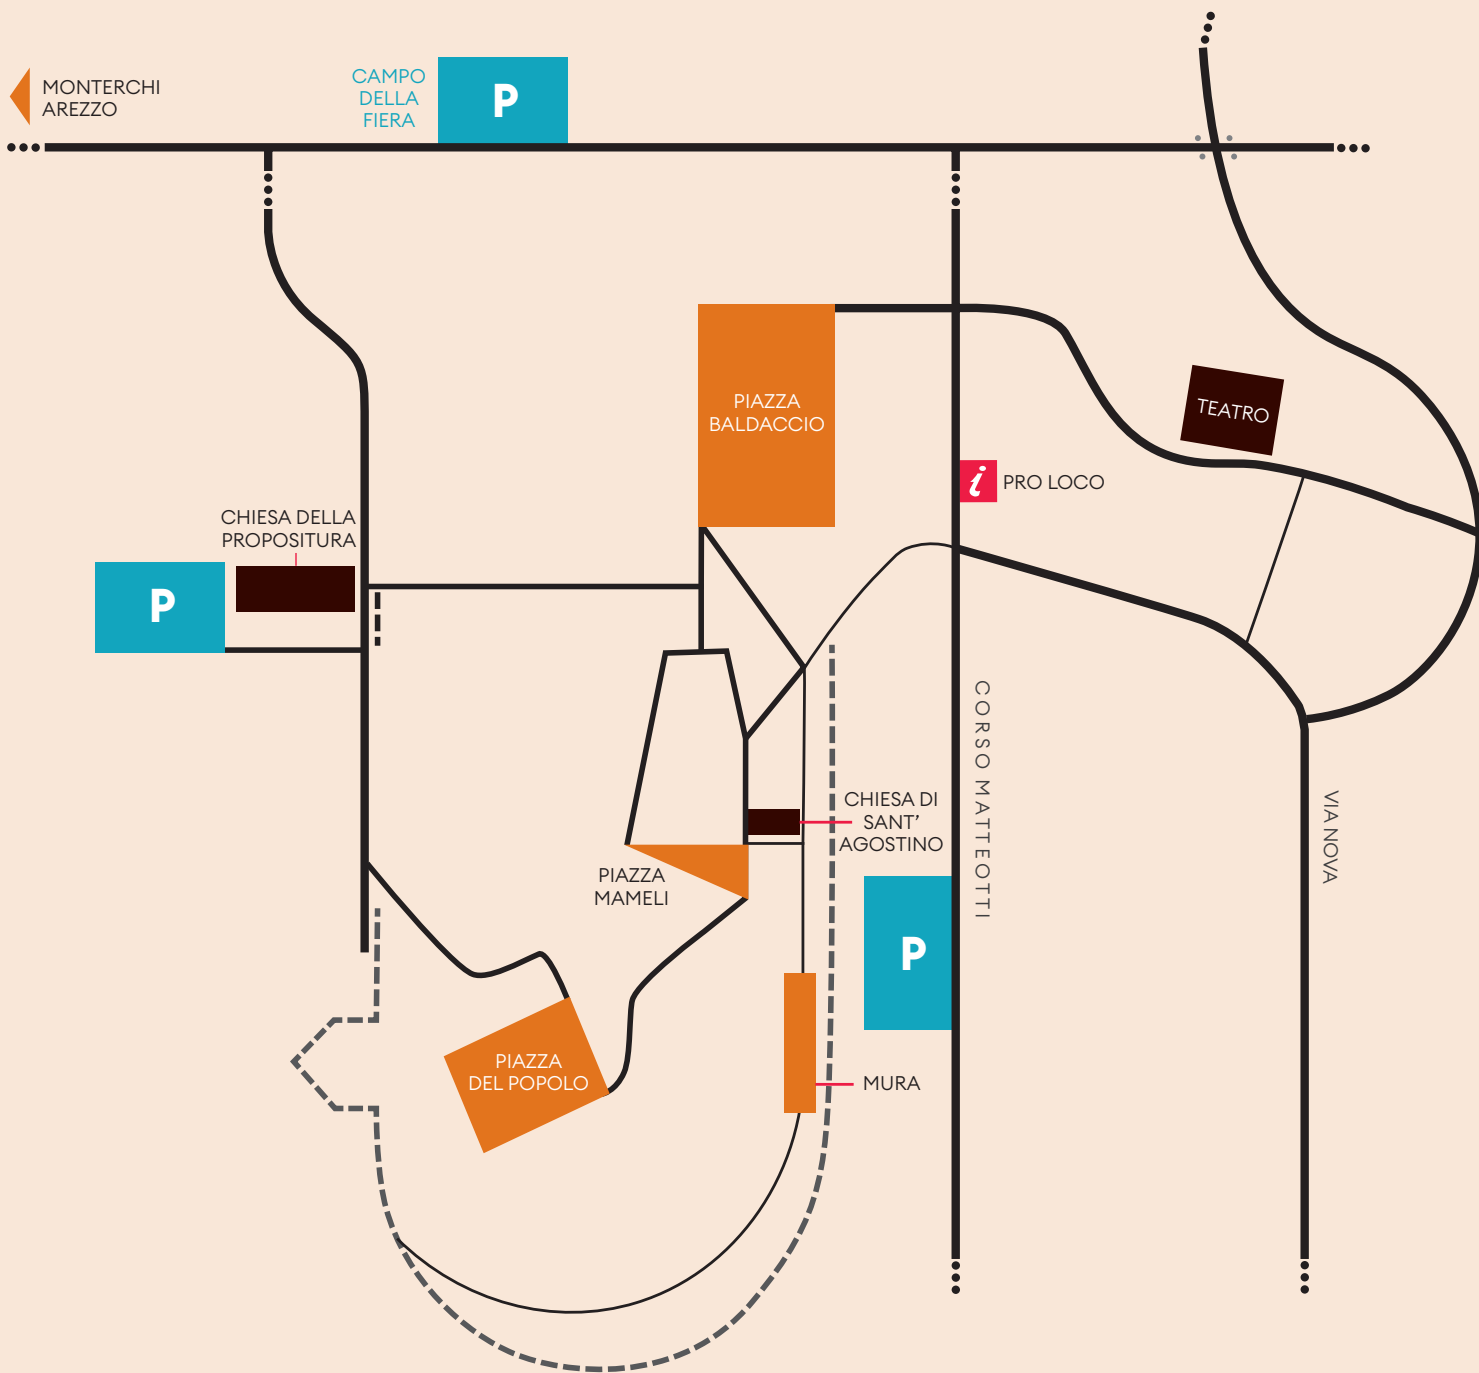 MONTERCHI
AREZZO
CAMPO
DELLA
FIERA
P
PIAZZA
BALDACCIO
TEATRO
i PRO LOCO
CHIESA DELLA
PROPOSITURA
P
CORSO MATTEOTTI
CHIESA DI
SANT’
AGOSTINO
VIA NOVA
PIAZZA
MAMELI
P
PIAZZA
DEL POPOLO
MURA